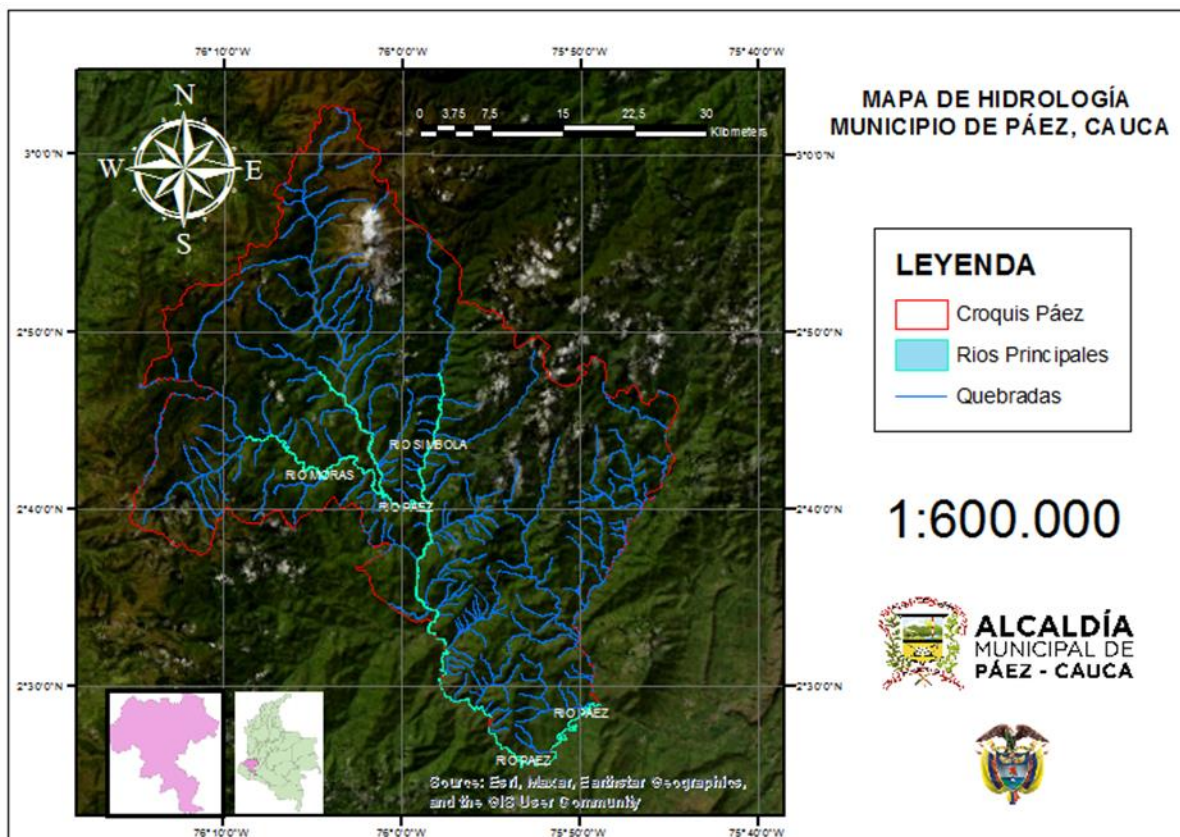 76°10'0"W
76°0'0"W
75°50'0"W
75°40'0"W
MAPA DE HIDROLOGÍA
MUNICIPIO DE PÁEZ, CAUCA
N
W
E
S
0 3,75 7,5 15 22,5 30
Kilometers
3°0'0"N
3°0'0"N
LEYENDA
Croquis Páez
Rios Principales
Quebradas
2°50'0"N
2°50'0"N
RIO SIMBOLA
RIO MORAS
RIO PAEZ
2°40'0"N
2°40'0"N
1:600.000
ALCALDÍA
MUNICIPAL DE
PÁEZ - CAUCA
2°30'0"N
2°30'0"N
RIO PAEZ
RIO PAEZ
Source: Esri, Maxar, Earthstar Geographics,
and the GIS User Community
76°10'0"W
76°0'0"W
75°50'0"W
75°40'0"W